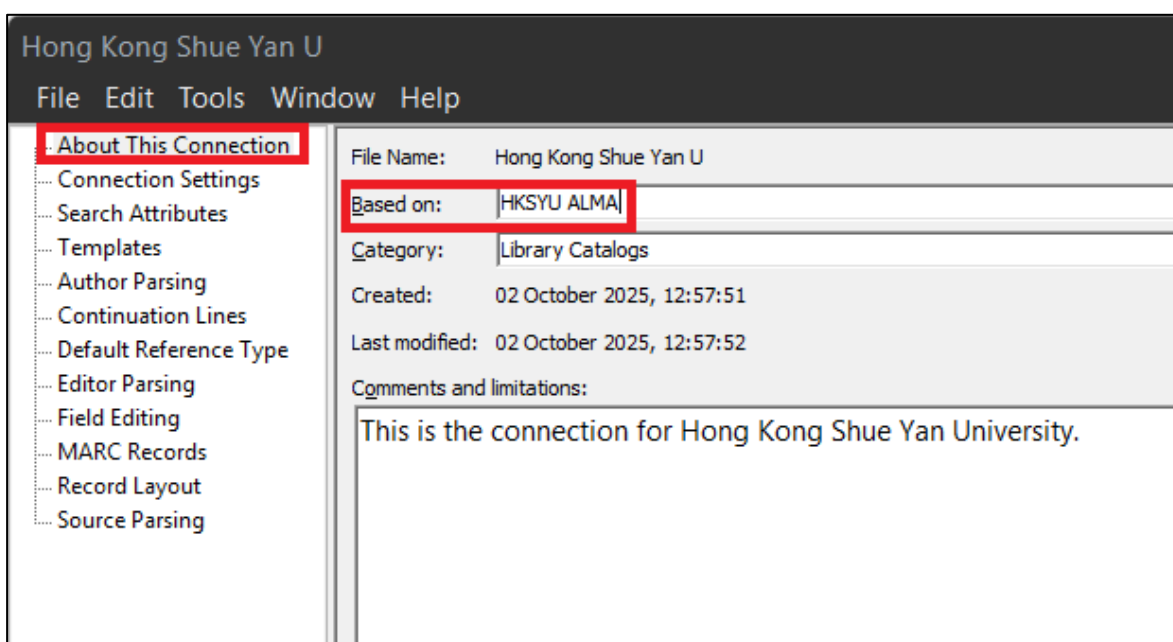 Hong Kong Shue Yan U
File Edit Tools Window Help
About This Connection
Connection Settings
Search Attributes
Templates
Author Parsing
Continuation Lines
Default Reference Type
Editor Parsing
Field Editing
MARC Records
Record Layout
Source Parsing
File Name: Hong Kong Shue Yan U
Based on: HKSYU ALMA
Category: Library Catalogs
Created: 02 October 2025, 12:57:51
Last modified: 02 October 2025, 12:57:52
Comments and limitations:
This is the connection for Hong Kong Shue Yan University.